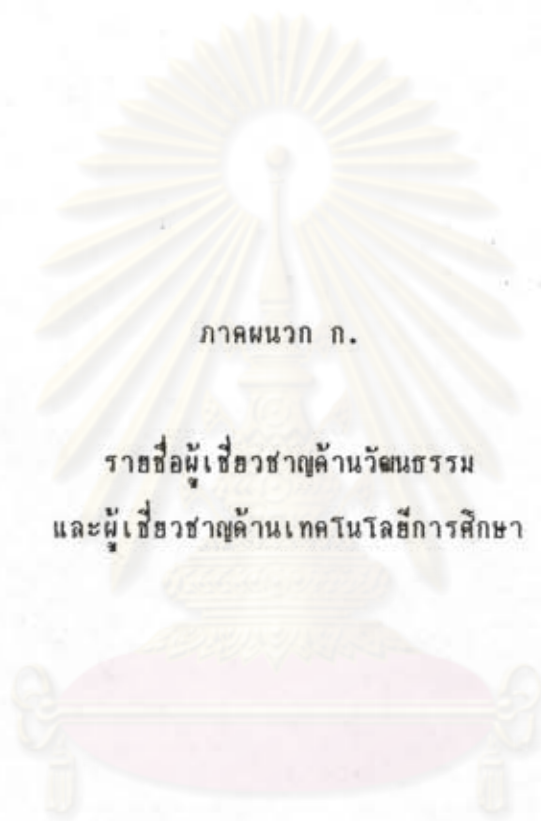 ภาคผนวก ก.
รายชื่อผู้เชี่ยวชาญด้านวัฒนธรรม
และผู้เชี่ยวชาญด้านเทคโนโลยีการศึกษา